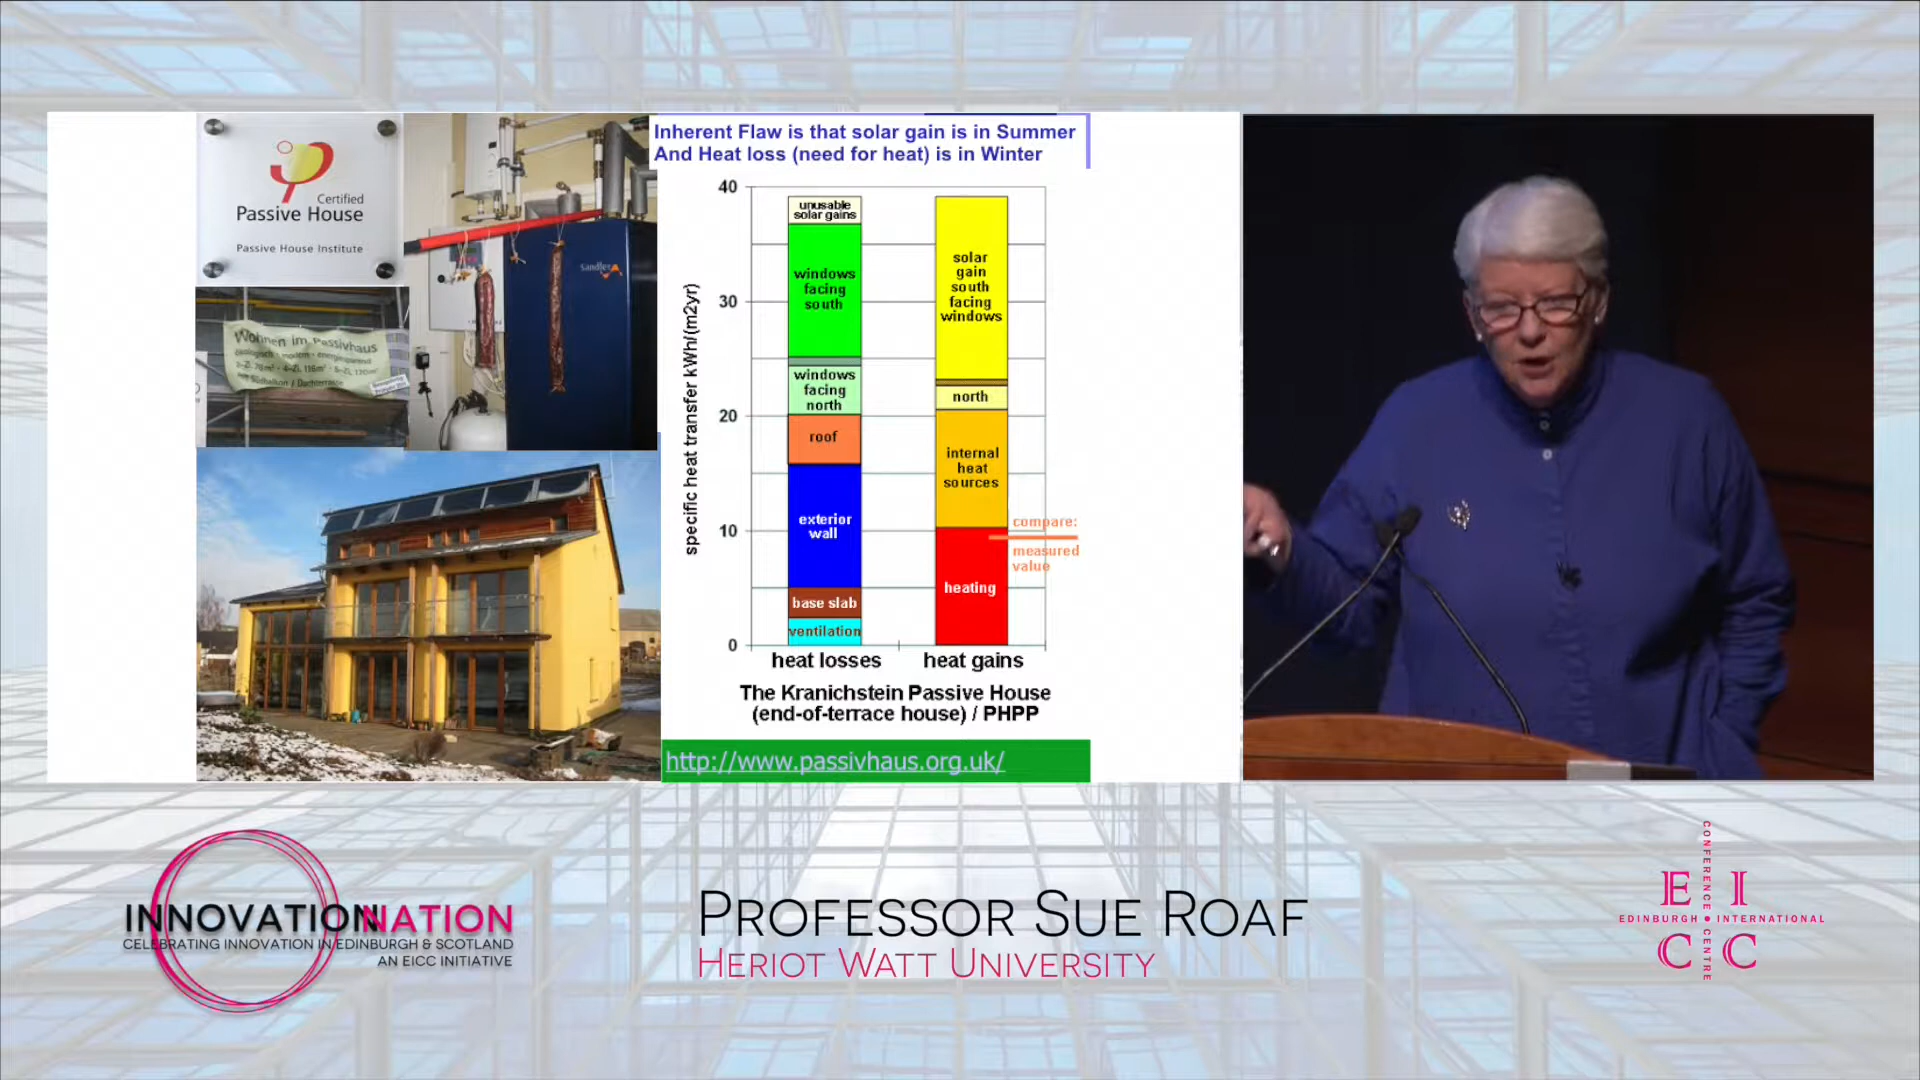 Certified
Passive House
Passive House Institute
Wohnen im Passivhaus
Sandler
Inherent Flaw is that solar gain is in Summer
And Heat loss (need for heat) is in Winter
specific heat transfer kWh/(m2yr)
40
30
20
10
0
unusable
solar gains
windows
facing
south
windows
facing
north
roof
exterior
wall
base slab
ventilation
solar
gain
south
facing
windows
north
internal
heat
sources
heating
compare:
measured
value
heat losses
heat gains
The Kranichstein Passive House
(end-of-terrace house) / PHPP
http://www.passivhaus.org.uk/
INNOVATION NATION
CELEBRATING INNOVATION IN EDINBURGH & SCOTLAND
AN EICC INITIATIVE
PROFESSOR SUE ROAF
HERIOT WATT UNIVERSITY
EICC
EDINBURGH • INTERNATIONAL
CONFERENCE CENTRE